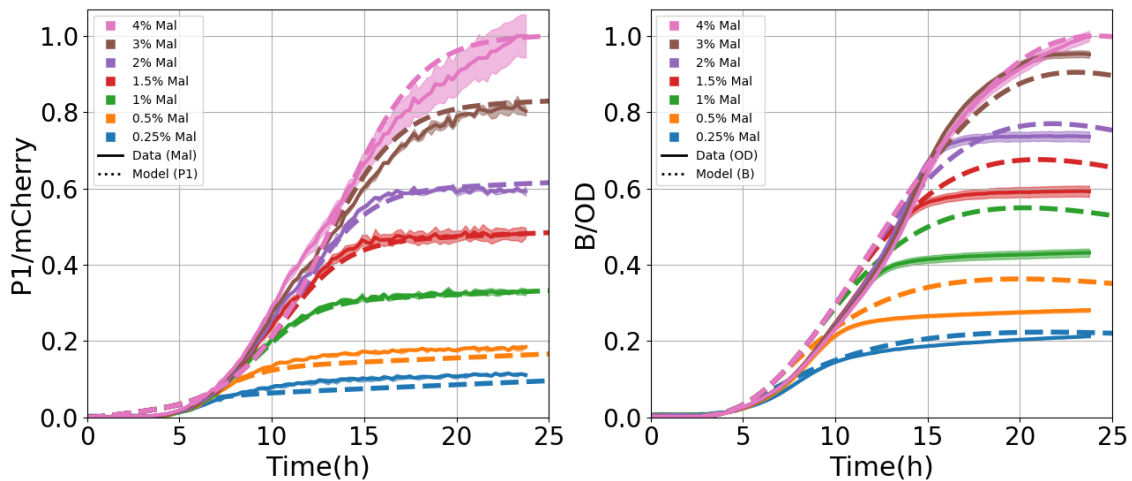 P1/mCherry
1.0
0.8
0.6
0.4
0.2
0.0
4% Mal
3% Mal
2% Mal
1.5% Mal
1% Mal
0.5% Mal
0.25% Mal
Data (Mal)
Model (P1)
0 5 10 15 20 25
Time(h)
B/OD
1.0
0.8
0.6
0.4
0.2
0.0
4% Mal
3% Mal
2% Mal
1.5% Mal
1% Mal
0.5% Mal
0.25% Mal
Data (OD)
Model (B)
0 5 10 15 20 25
Time(h)